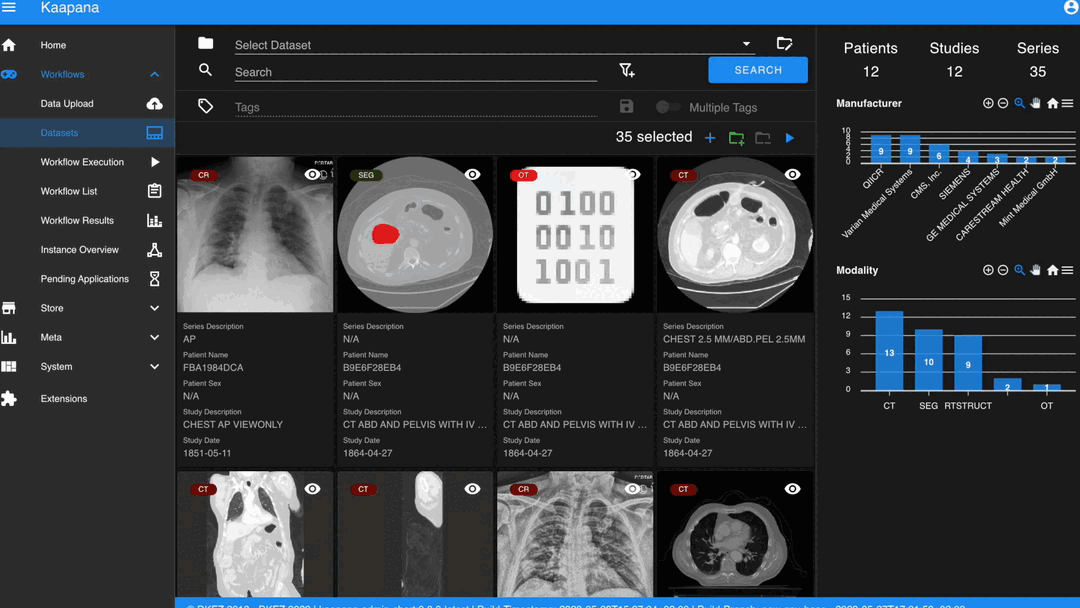 Kaapana
Home
Workflows
Data Upload
Datasets
Workflow Execution
Workflow List
Workflow Results
Instance Overview
Pending Applications
Store
Meta
System
Extensions
Select Dataset
Search
SEARCH
Tags
Multiple Tags
35 selected
CR
SEG
OT
CT
0100
0010
1001
Series Description
AP
Patient Name
FBA1984DCA
Patient Sex
N/A
Study Description
CHEST AP VIEWONLY
Study Date
1851-05-11
Series Description
N/A
Patient Name
B9E6F28EB4
Patient Sex
N/A
Study Description
CT ABD AND PELVIS WITH IV ...
Study Date
1864-04-27
Series Description
N/A
Patient Name
B9E6F28EB4
Patient Sex
N/A
Study Description
CT ABD AND PELVIS WITH IV ...
Study Date
1864-04-27
Series Description
CHEST 2.5 MM/ABD.PEL 2.5MM
Patient Name
B9E6F28EB4
Patient Sex
N/A
Study Description
CT ABD AND PELVIS WITH IV ...
Study Date
1864-04-27
CT
CT
CR
CT
Patients Studies Series
12 12 35
Manufacturer
10
8
6
4
2
0
9 9 6 4 3 2 2
QIICR
Varian Medical Systems
CMS, Inc.
SIEMENS
GE MEDICAL SYSTEMS
CARESTREAM HEALTH
Mint Medical GmbH
Modality
15
12
9
6
3
0
13 10 9 2 1
CT SEG RTSTRUCT OT